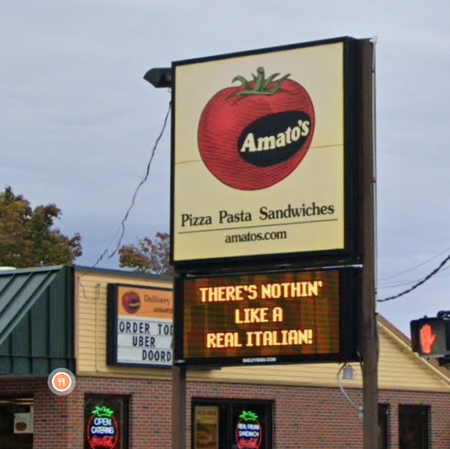 Amato's
Pizza Pasta Sandwiches
amatos.com
THERE'S NOTHIN'
LIKE A
REAL ITALIAN!
Delivery
ORDER
UBER
DOORD
OPEN
CATERING
REAL ITALIAN
SANDWICH